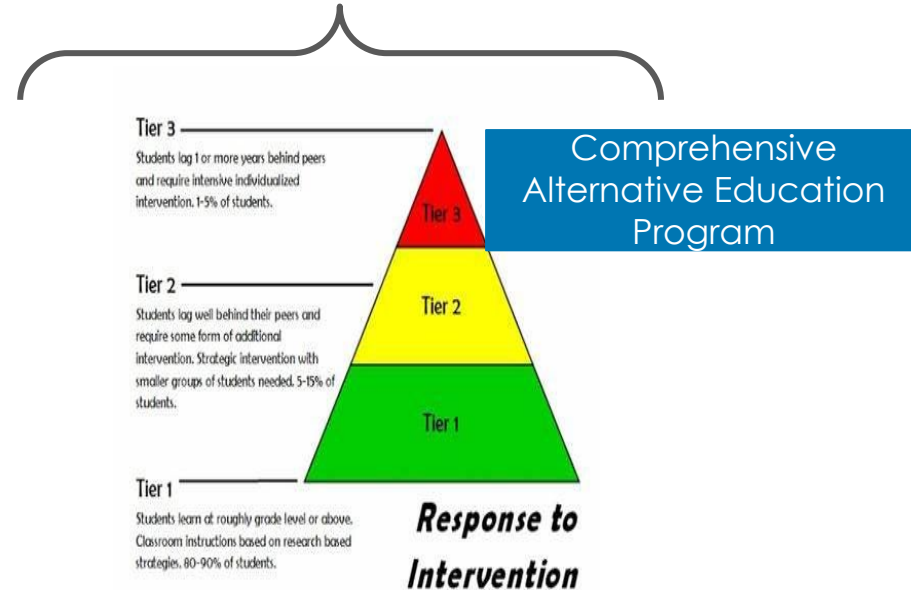 Tier 3
Students lag 1 or more years behind peers
and require intensive individualized
intervention. 1-5% of students.
Tier 3
Comprehensive
Alternative Education
Program
Tier 2
Students lag well behind their peers and
require some form of additional
intervention. Strategic intervention with
smaller groups of students needed. 5-15% of
students.
Tier 2
Tier 1
Tier 1
Students learn at roughly grade level or above.
Classroom instructions based on research based
strategies. 80-90% of students.
Response to
Intervention